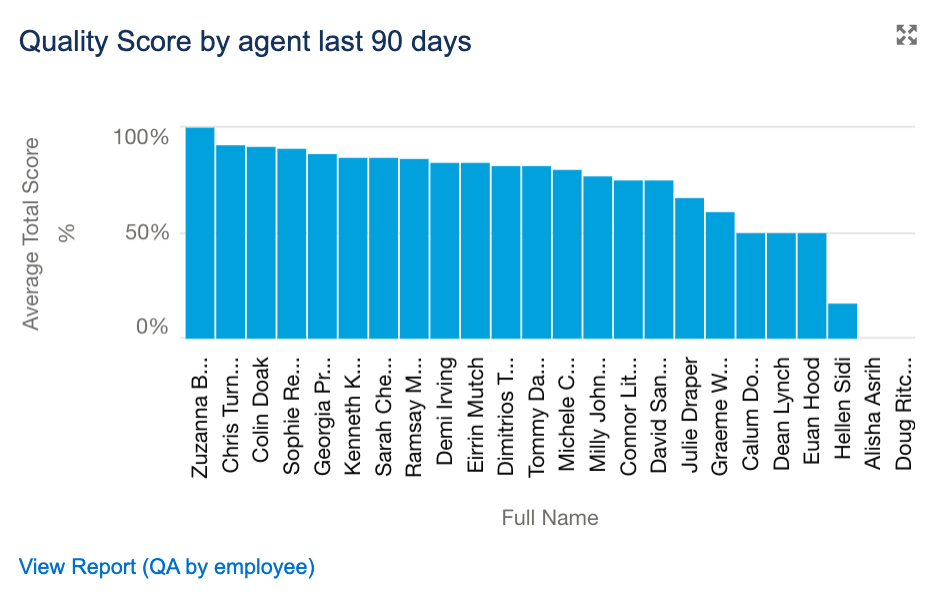 Quality Score by agent last 90 days
Average Total Score
%
100%
50%
0%
Zuzanna B...
Chris Turn...
Colin Doak
Sophie Re...
Georgia Pr...
Kenneth K...
Sarah Che...
Ramsay M...
Demi Irving
Eirrin Mutch
Dimitrios T...
Tommy Da...
Michele C...
Milly John...
Connor Lit...
David San...
Julie Draper
Graeme W...
Calum Do...
Dean Lynch
Euan Hood
Hellen Sidi
Alisha Asrih
Doug Ritc...
Full Name
View Report (QA by employee)